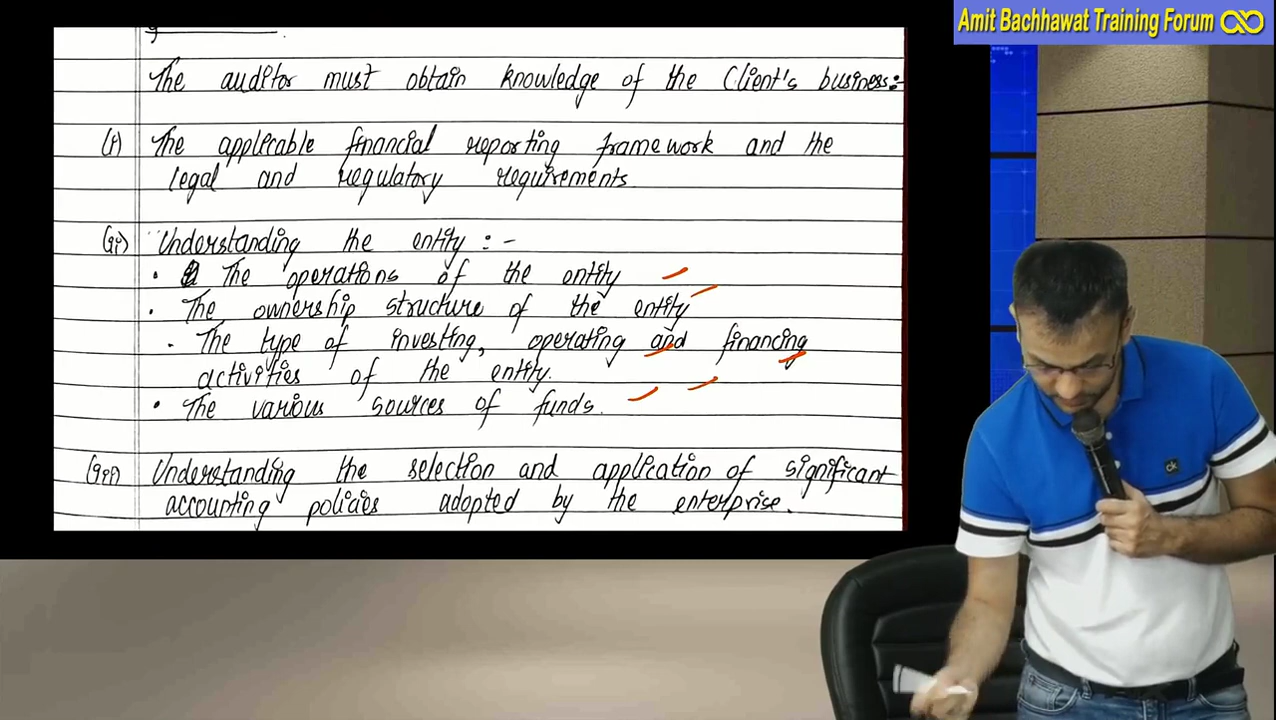 Amit Bachhawat Training Forum
The auditor must obtain knowledge of the Client's business:-
(i) The applicable financial reporting framework and the
legal and regulatory requirements.
(ii) Understanding the entity :-
• The operations of the entity
• The ownership structure of the entity
• The type of investing, operating and financing
activities of the entity.
• The various sources of funds.
(iii) Understanding the selection and application of significant
accounting policies adopted by the enterprise.
ck